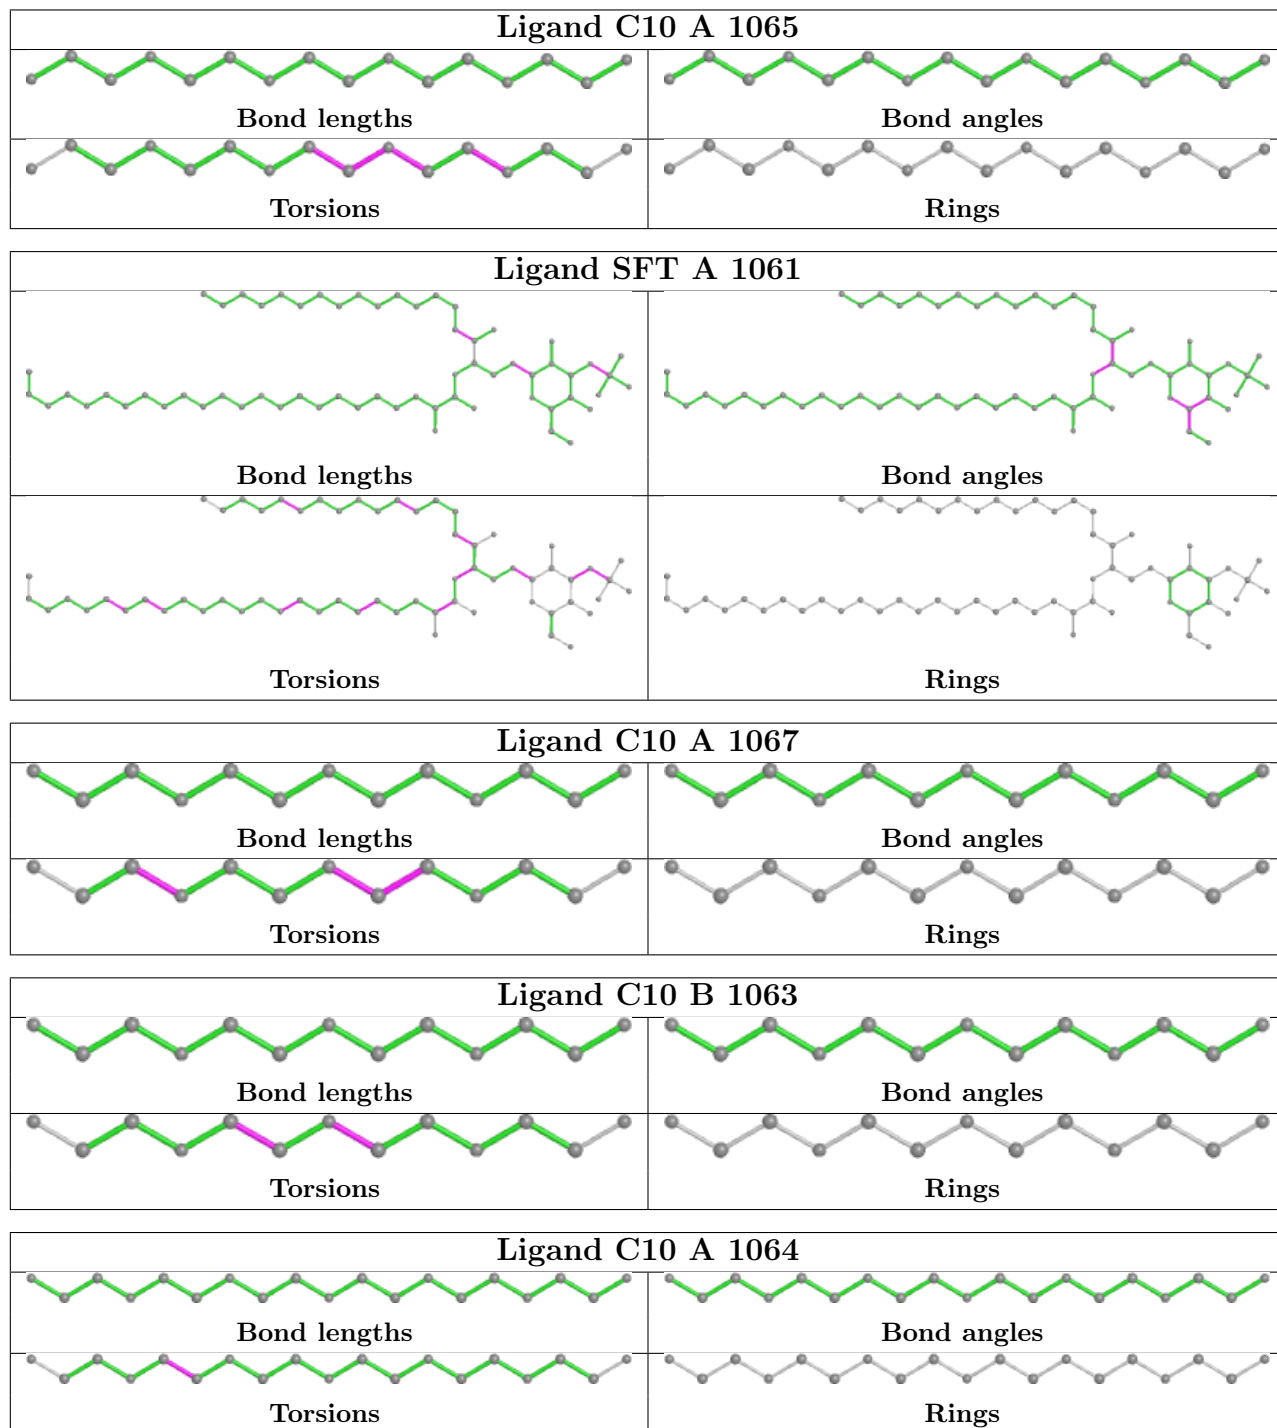 Ligand C10 A 1065
Bond lengths
Bond angles
Torsions
Rings
Ligand SFT A 1061
Bond lengths
Bond angles
Torsions
Rings
Ligand C10 A 1067
Bond lengths
Bond angles
Torsions
Rings
Ligand C10 B 1063
Bond lengths
Bond angles
Torsions
Rings
Ligand C10 A 1064
Bond lengths
Bond angles
Torsions
Rings